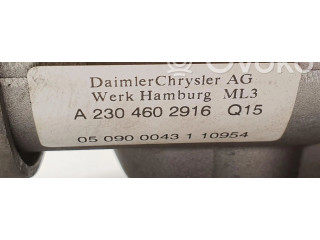 DaimlerChrysler AG
Werk Hamburg ML3
A 230 460 2916 Q15
05 090 0043 1 10954